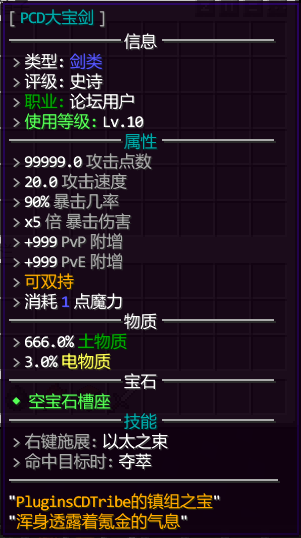 [ PCD大宝剑 ]
信息
> 类型: 剑类
> 评级: 史诗
> 职业: 论坛用户
> 使用等级: Lv.10
属性
> 99999.0 攻击点数
> 20.0 攻击速度
> 90% 暴击几率
> x5 倍 暴击伤害
> +999 PvP 附增
> +999 PvE 附增
> 可双持
> 消耗 1 点魔力
物质
> 666.0% 土物质
> 3.0% 电物质
宝石
◆ 空宝石槽座
技能
> 右键施展: 以太之束
> 命中目标时: 夺萃
"PluginsCDTribe的镇组之宝"
"浑身透露着氪金的气息"